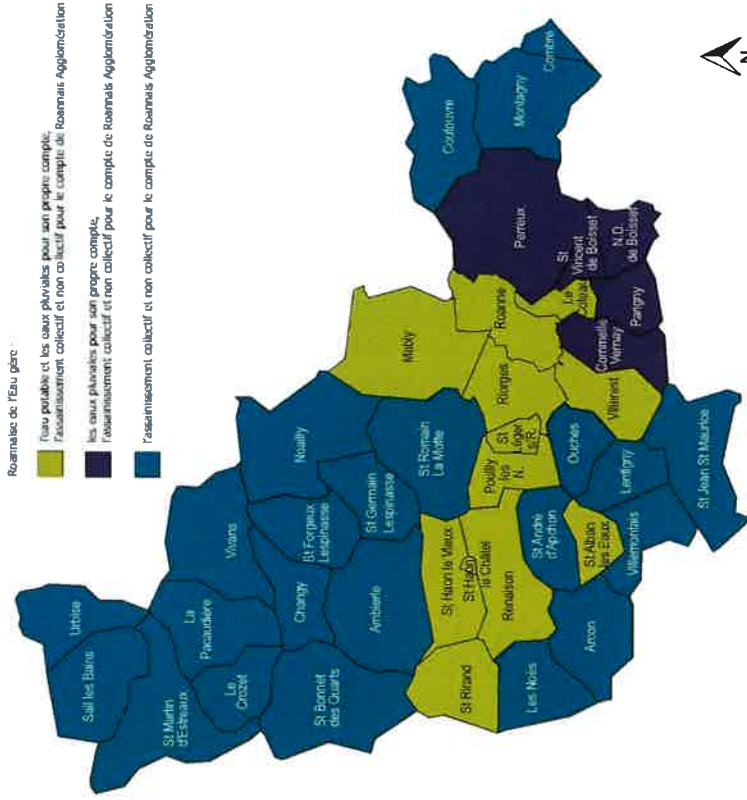 Roannaise de l'Eau gère :
l'eau potable et les eaux pluviales pour son propre compte,
l'assainissement collectif et non collectif pour le compte de Roannais Agglomération
les eaux pluviales pour son propre compte,
l'assainissement collectif et non collectif pour le compte de Roannais Agglomération
l'assainissement collectif et non collectif pour le compte de Roannais Agglomération
Urbise
Sail les Bains
St Martin
d'Estreaux
La
Pacaudière
Vivans
Le
Crozet
Changy
St Forgeux
Lespinasse
Noailly
St Bonnet
des Quarts
Ambierle
St Germain
Lespinasse
St Romain
La Motte
Mably
Coutouvre
St Rirand
St Haon le Vieux
St Haon
le Châtel
Renaison
Pouilly
les
N.
St
Léger
s/R.
Riorges
Roanne
Perreux
Montagny
Combre
Les Noës
Arcon
St André
d'Apchon
St Alban
les Eaux
Ouches
Villerest
Le
Coteau
St
Vincent
de Boisset
N.D.
de Boisset
Commelle
Vernay
Parigny
Lentigny
Villemontais
St Jean St Maurice
N